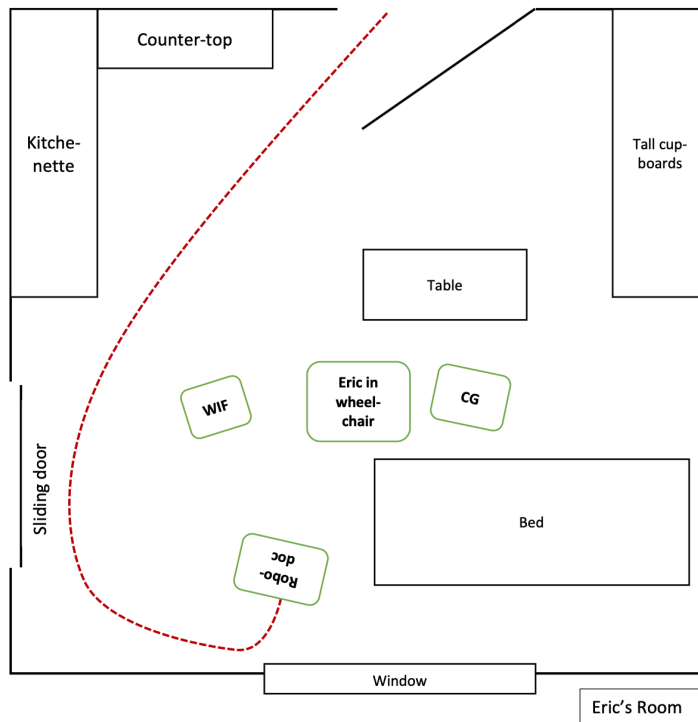 Counter-top
Kitche-
nette
Tall cup-
boards
Table
WIF
Eric in
wheel-
chair
CG
Sliding door
Bed
Robo-
doc
Window
Eric’s Room